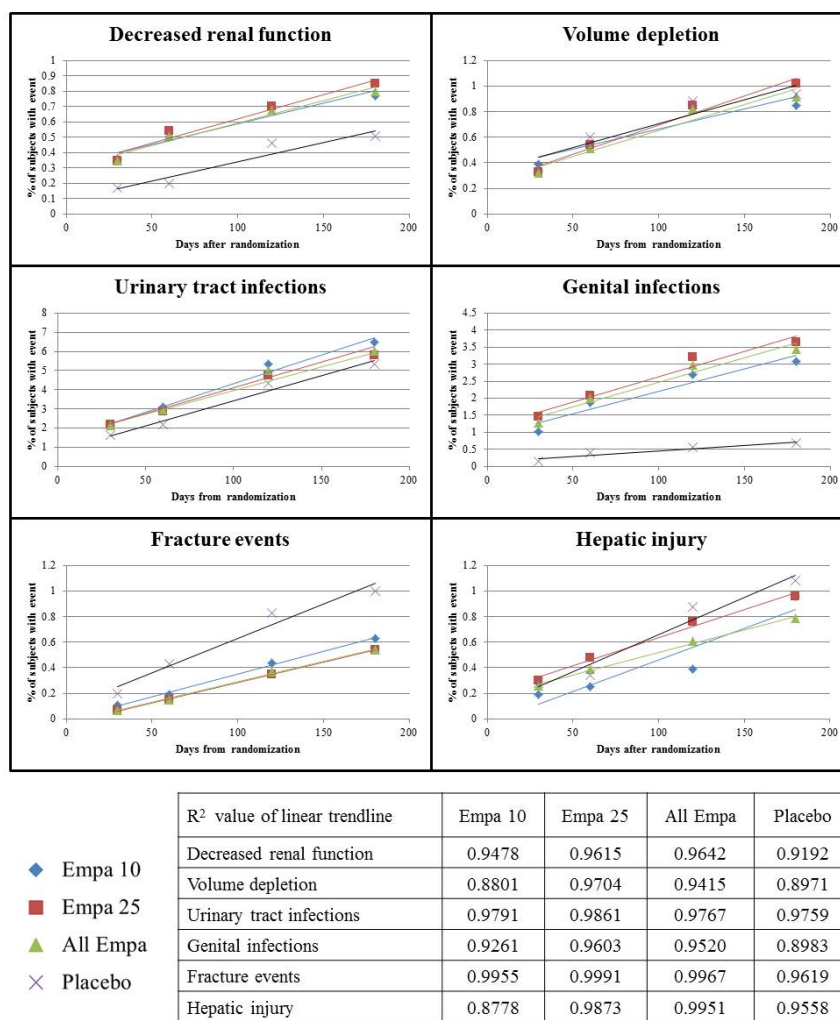 Decreased renal function
% of subjects with event
1
0.9
0.8
0.7
0.6
0.5
0.4
0.3
0.2
0.1
0
0 50 100 150 200
Days after randomization
Volume depletion
% of subjects with event
1.2
1
0.8
0.6
0.4
0.2
0
0 50 100 150 200
Days from randomization
Urinary tract infections
% of subjects with event
8
7
6
5
4
3
2
1
0
0 50 100 150 200
Days from randomization
Genital infections
% of subjects with event
4.5
4
3.5
3
2.5
2
1.5
1
0.5
0
0 50 100 150 200
Days from randomization
Fracture events
% of subjects with event
1.2
1
0.8
0.6
0.4
0.2
0
0 50 100 150 200
Days from randomization
Hepatic injury
% of subjects with event
1.2
1
0.8
0.6
0.4
0.2
0
0 50 100 150 200
Days after randomization
Empa 10
Empa 25
All Empa
Placebo
R² value of linear trendline Empa 10 Empa 25 All Empa Placebo
Decreased renal function 0.9478 0.9615 0.9642 0.9192
Volume depletion 0.8801 0.9704 0.9415 0.8971
Urinary tract infections 0.9791 0.9861 0.9767 0.9759
Genital infections 0.9261 0.9603 0.9520 0.8983
Fracture events 0.9955 0.9991 0.9967 0.9619
Hepatic injury 0.8778 0.9873 0.9951 0.9558